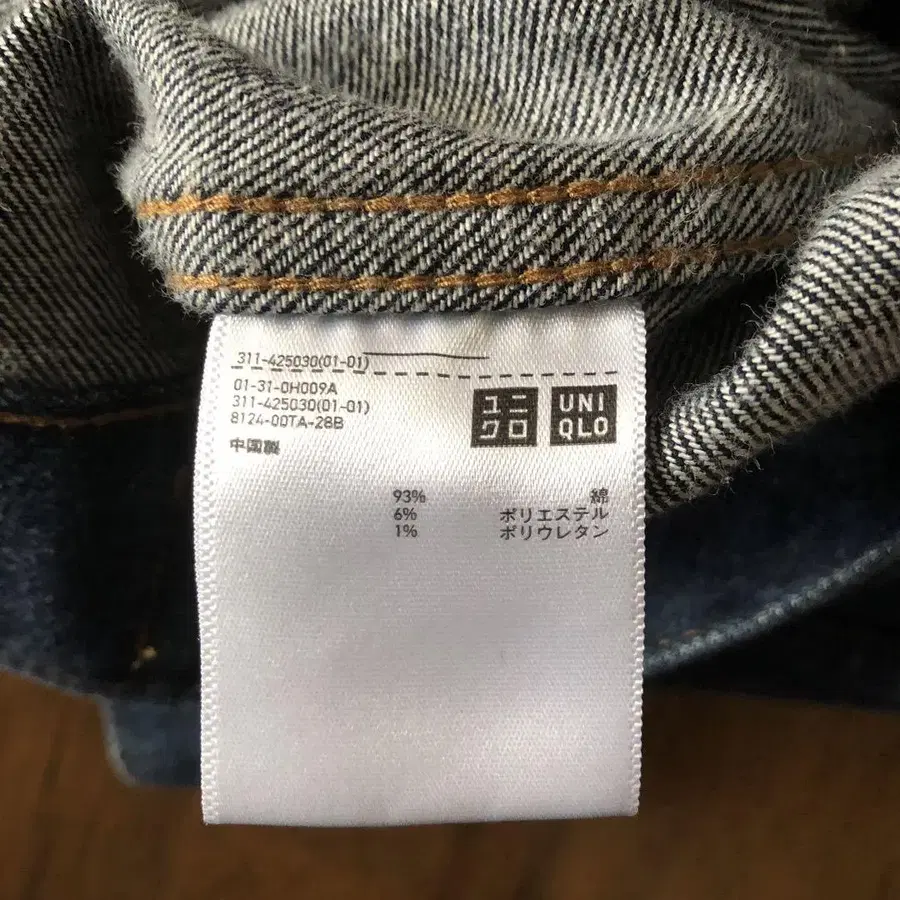 311-425030(01-01)
01-31-0H009A
311-425030(01-01)
8124-00TA-28B
中国製
ユニ
クロ
UNI
QLO
93% 綿
6% ポリエステル
1% ポリウレタン